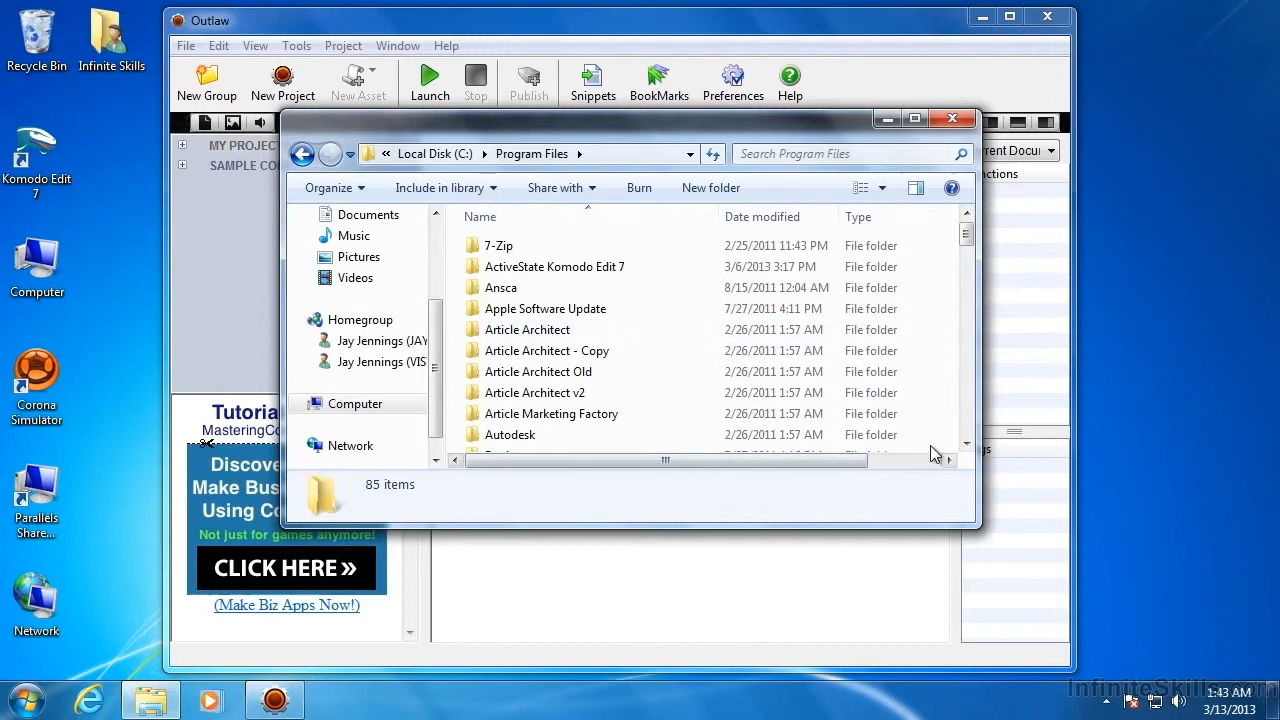 Recycle Bin
Infinite Skills
Komodo Edit
7
Computer
Corona
Simulator
Parallels
Share...
Network
Outlaw
File Edit View Tools Project Window Help
New Group New Project New Asset Launch Stop Publish Snippets BookMarks Preferences Help
MY PROJEC
SAMPLE CO
rrent Docu
nctions
Local Disk (C:) Program Files
Search Program Files
Organize Include in library Share with Burn New folder
Documents
Music
Pictures
Videos
Homegroup
Jay Jennings (JAY
Jay Jennings (VIS
Computer
Network
Name Date modified Type
7-Zip 2/25/2011 11:43 PM File folder
ActiveState Komodo Edit 7 3/6/2013 3:17 PM File folder
Ansca 8/15/2011 12:04 AM File folder
Apple Software Update 7/27/2011 4:11 PM File folder
Article Architect 2/26/2011 1:57 AM File folder
Article Architect - Copy 2/26/2011 1:57 AM File folder
Article Architect Old 2/26/2011 1:57 AM File folder
Article Architect v2 2/26/2011 1:57 AM File folder
Article Marketing Factory 2/26/2011 1:57 AM File folder
Autodesk 2/26/2011 1:57 AM File folder
85 items
gs
Tutoria
MasteringCo
Discove
Make Bus
Using Co
Not just for games anymore!
CLICK HERE »
(Make Biz Apps Now!)
InfiniteSkills.com
1:43 AM
3/13/2013